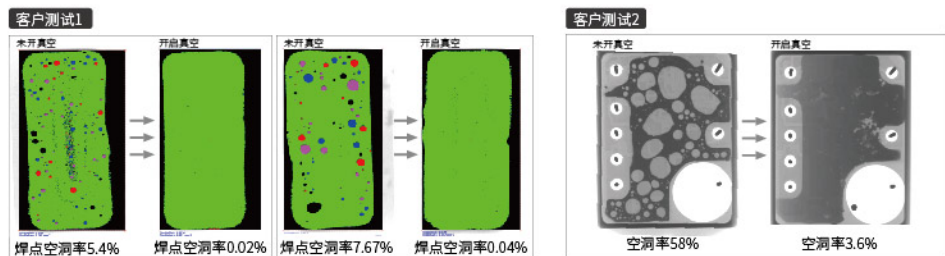 客户测试1
未开真空
开启真空
未开真空
开启真空
焊点空洞率5.4%
焊点空洞率0.02%
焊点空洞率7.67%
焊点空洞率0.04%
客户测试2
未开真空
开启真空
空洞率58%
空洞率3.6%